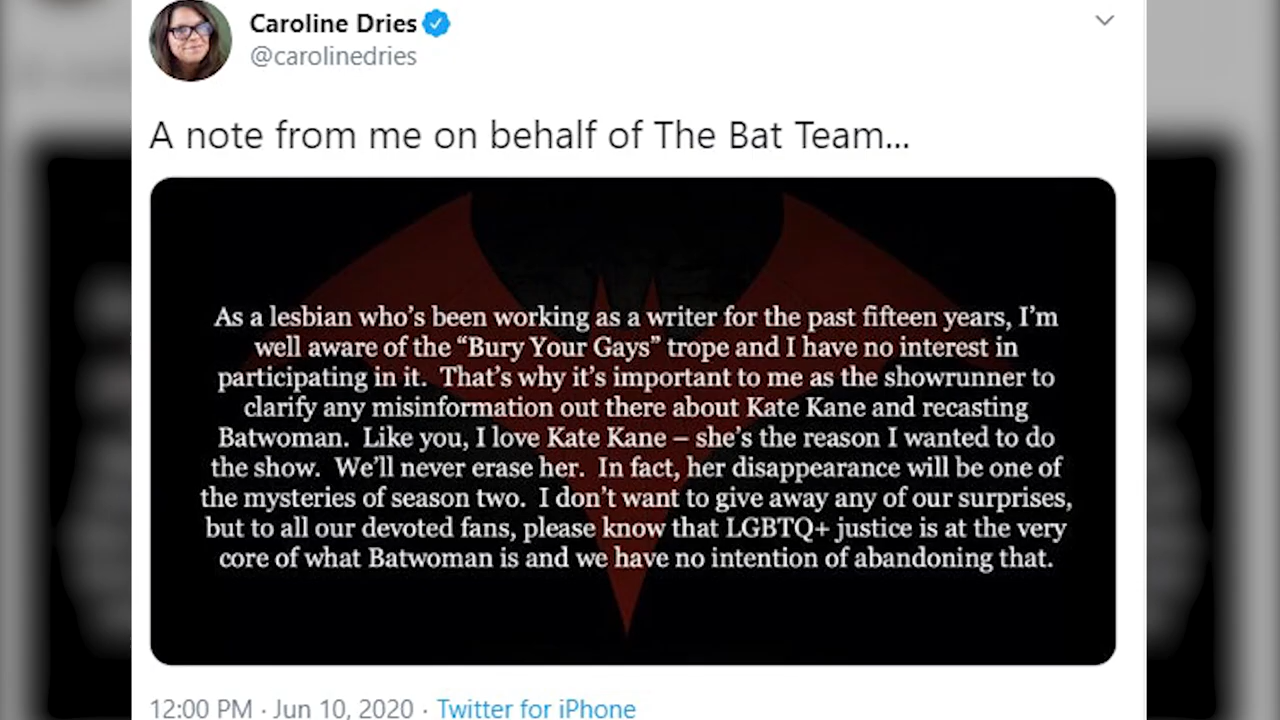 Caroline Dries
@carolinedries
A note from me on behalf of The Bat Team...
As a lesbian who's been working as a writer for the past fifteen years, I'm
well aware of the “Bury Your Gays” trope and I have no interest in
participating in it.  That's why it's important to me as the showrunner to
clarify any misinformation out there about Kate Kane and recasting
Batwoman.  Like you, I love Kate Kane – she's the reason I wanted to do
the show.  We'll never erase her.  In fact, her disappearance will be one of
the mysteries of season two.  I don't want to give away any of our surprises,
but to all our devoted fans, please know that LGBTQ+ justice is at the very
core of what Batwoman is and we have no intention of abandoning that.
12:00 PM · Jun 10, 2020 · Twitter for iPhone